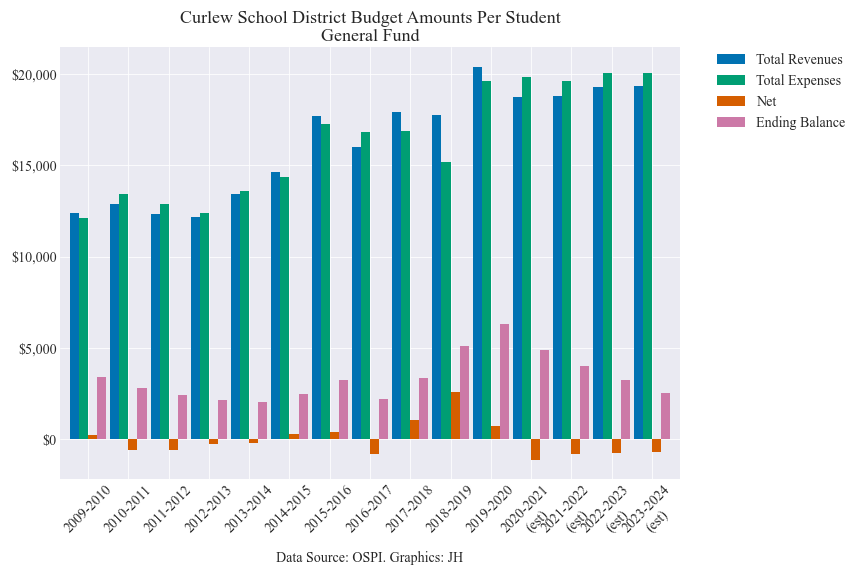 Curlew School District Budget Amounts Per Student
General Fund
Total Revenues
Total Expenses
Net
Ending Balance
$20,000
$15,000
$10,000
$5,000
$0
2009-2010
2010-2011
2011-2012
2012-2013
2013-2014
2014-2015
2015-2016
2016-2017
2017-2018
2018-2019
2019-2020
2020-2021
(est)
2021-2022
(est)
2022-2023
(est)
2023-2024
(est)
Data Source: OSPI. Graphics: JH